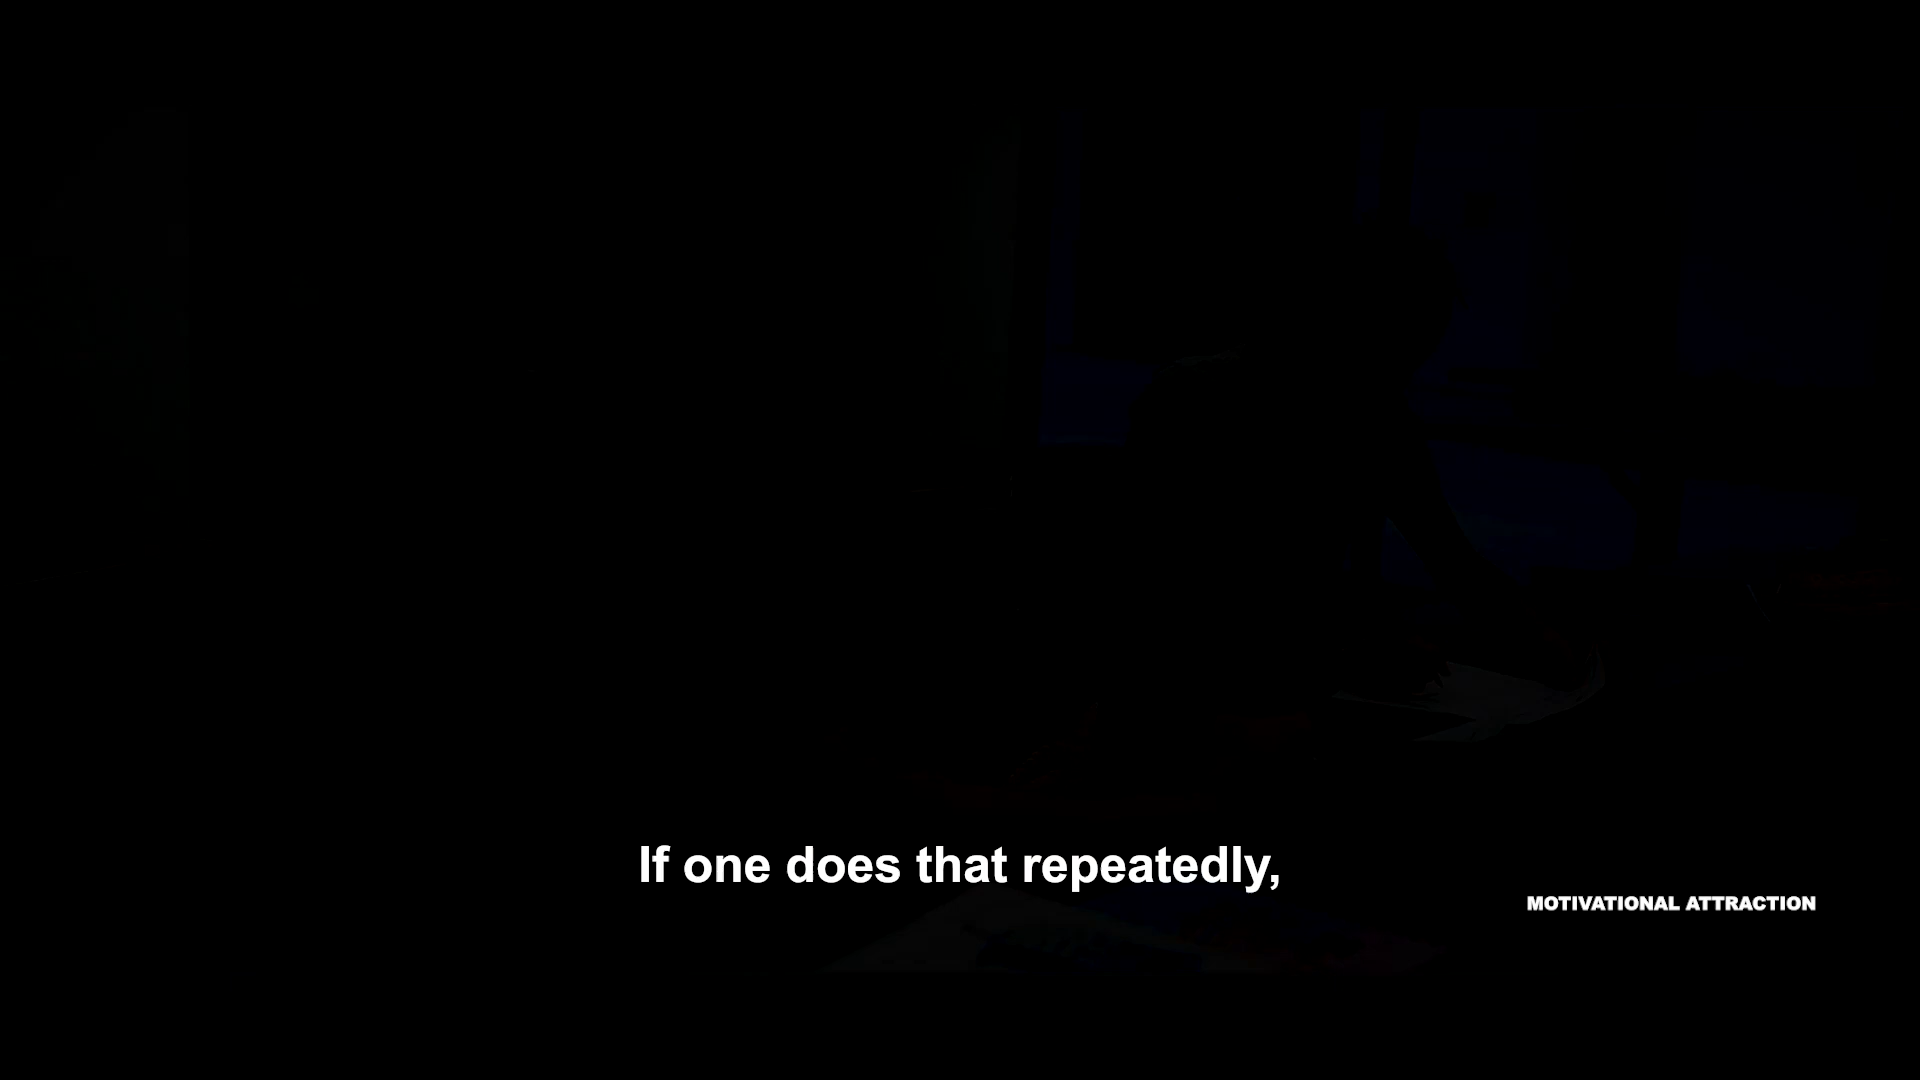 If one does that repeatedly,
MOTIVATIONAL ATTRACTION